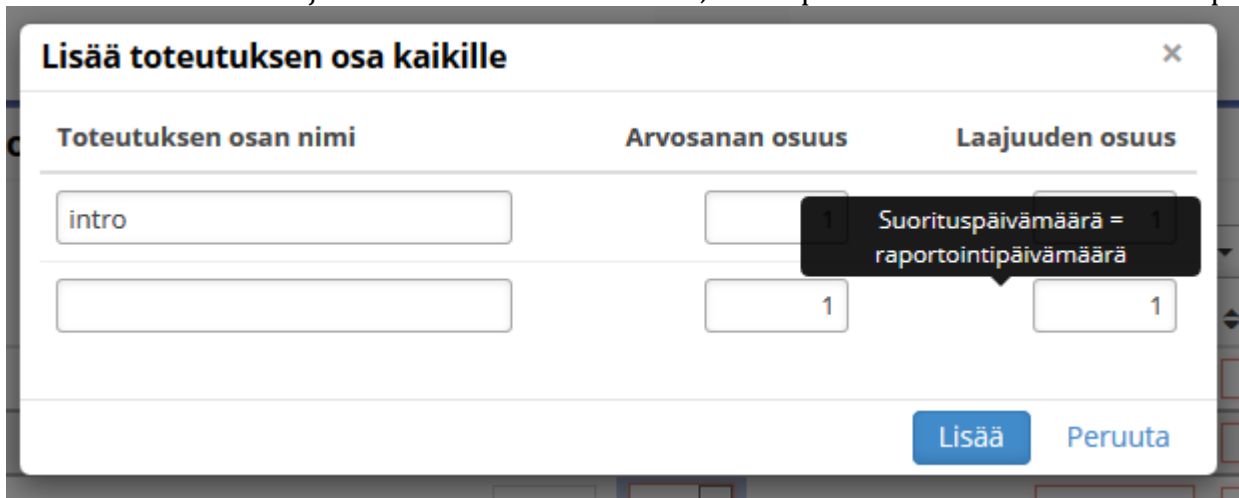 Lisää toteutuksen osa kaikille ×
Toteutuksen osan nimi Arvosanan osuus Laajuuden osuus
intro 1 1
Suorituspäivämäärä =
raportointipäivämäärä
1 1
Lisää Peruuta